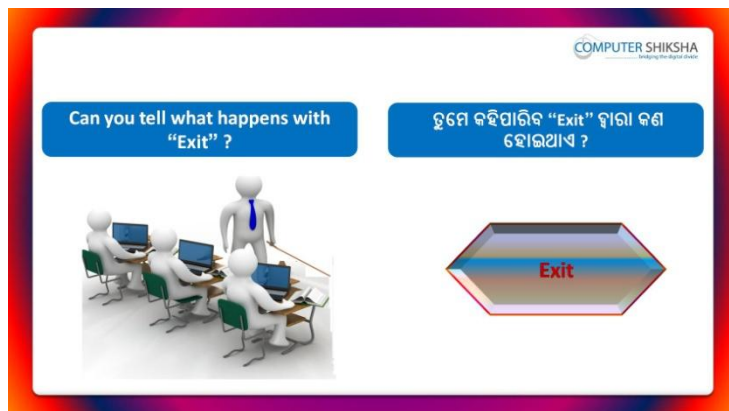 COMPUTER SHIKSHA
bridging the digital divide
Can you tell what happens with
“Exit” ?
ତୁମେ କହିପାରିବ “Exit” ଦ୍ୱାରା କଣ
ହୋଇଥାଏ ?
Exit